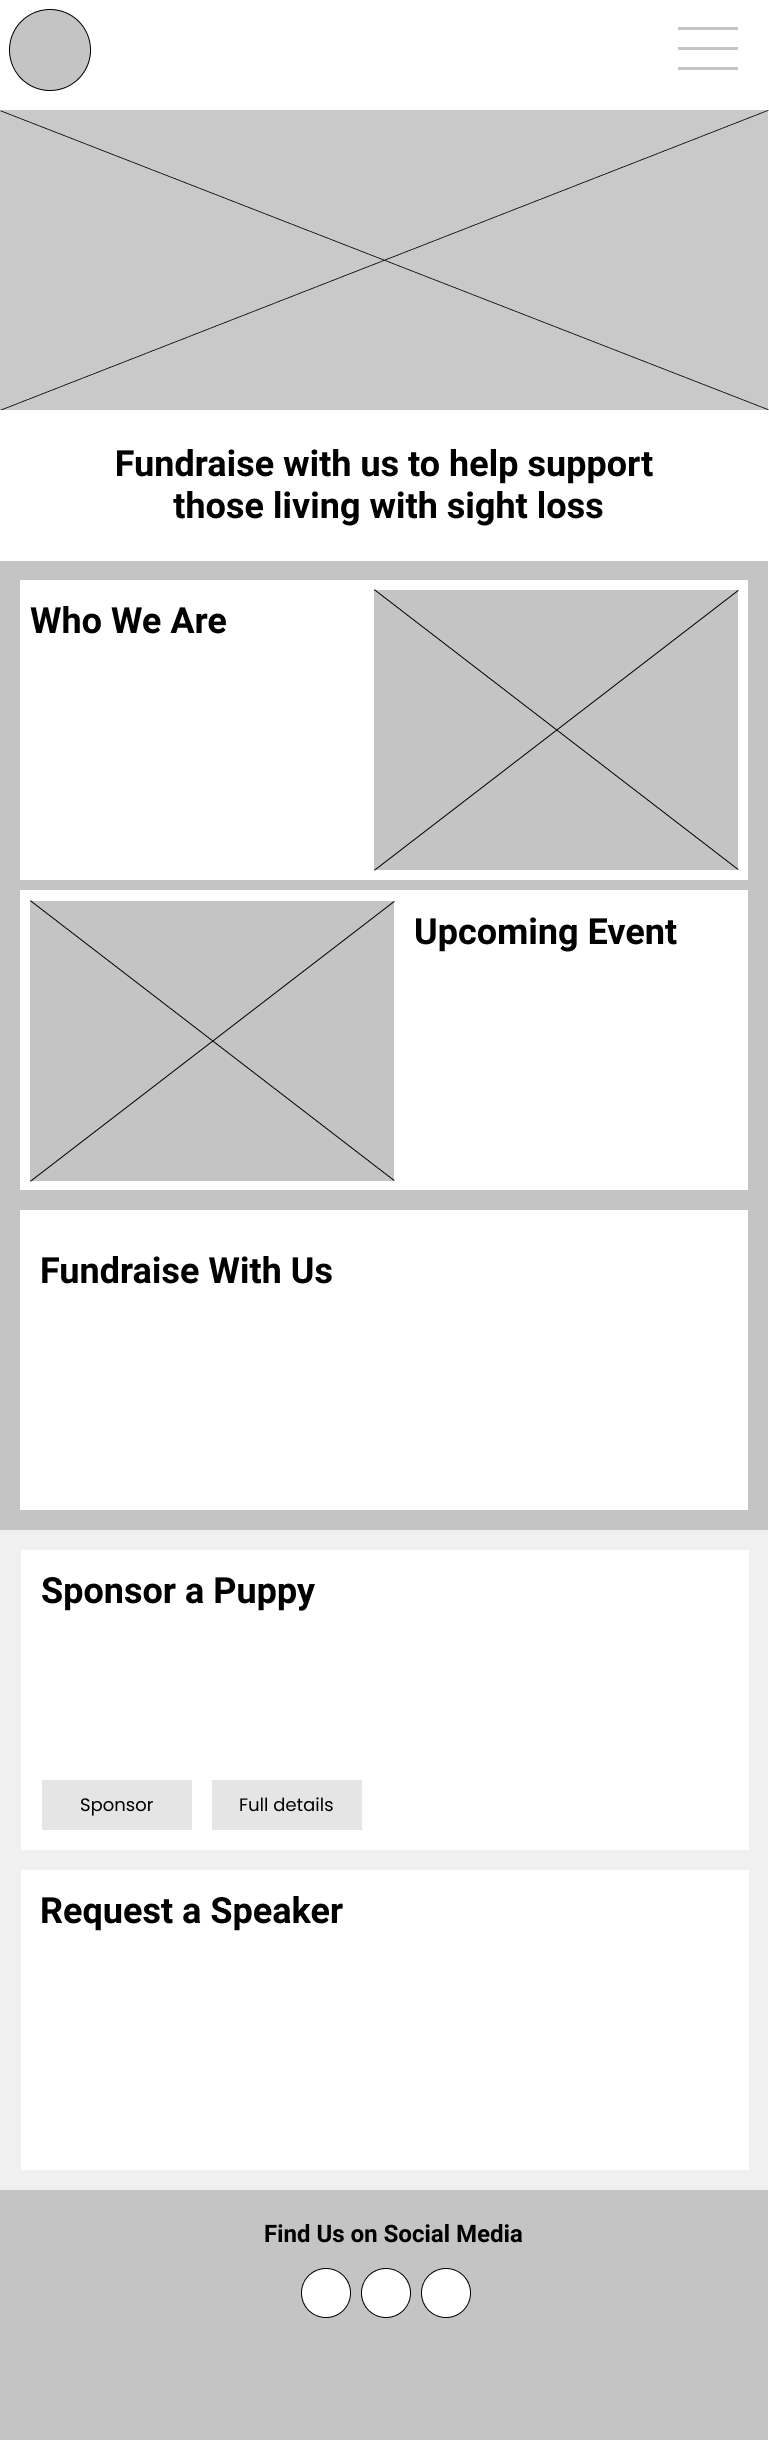 Fundraise with us to help support
those living with sight loss
Who We Are
Upcoming Event
Fundraise With Us
Sponsor a Puppy
Sponsor
Full details
Request a Speaker
Find Us on Social Media